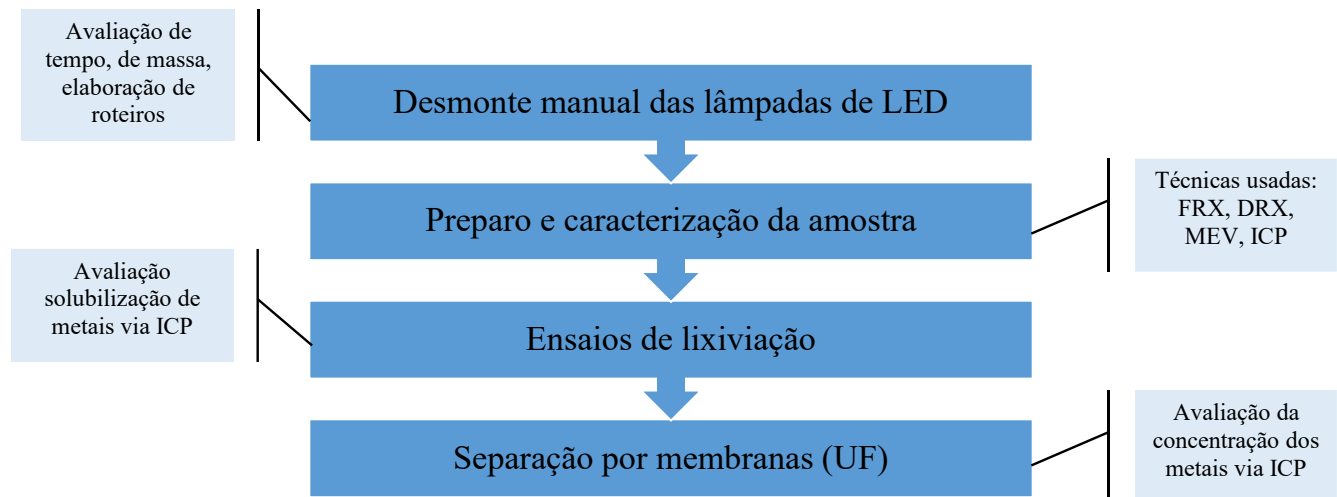 Avaliação de
tempo, de massa,
elaboração de
roteiros
Desmonte manual das lâmpadas de LED
Preparo e caracterização da amostra
Técnicas usadas:
FRX, DRX,
MEV, ICP
Avaliação
solubilização de
metais via ICP
Ensaios de lixiviação
Separação por membranas (UF)
Avaliação da
concentração dos
metais via ICP